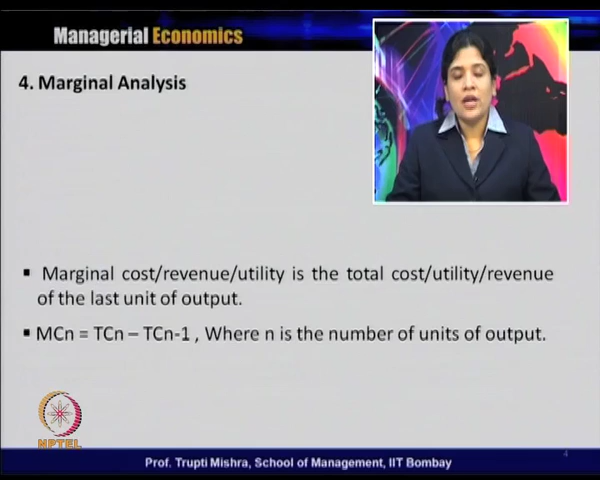 Managerial Economics
4. Marginal Analysis
▪ Marginal cost/revenue/utility is the total cost/utility/revenue
of the last unit of output.
▪ MCn = TCn – TCn-1 , Where n is the number of units of output.
NPTEL
4
Prof. Trupti Mishra, School of Management, IIT Bombay